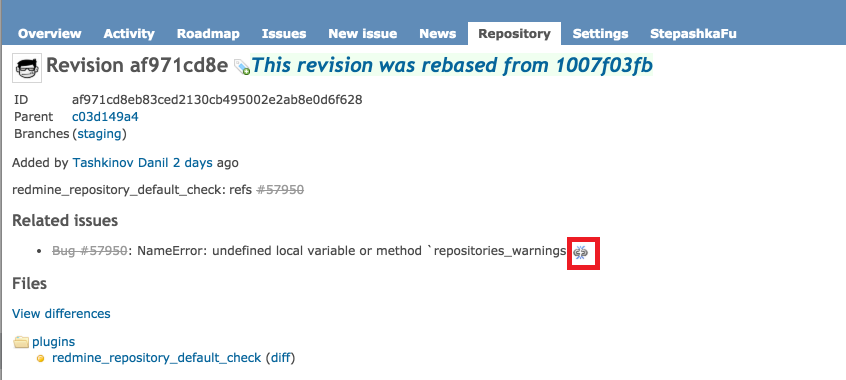 Overview Activity Roadmap Issues New issue News Repository Settings StepashkaFu
Revision af971cd8e This revision was rebased from 1007f03fb
ID af971cd8eb83ced2130cb495002e2ab8e0d6f628
Parent c03d149a4
Branches (staging)
Added by Tashkinov Danil 2 days ago
redmine_repository_default_check: refs #57950
Related issues
• Bug #57950: NameError: undefined local variable or method `repositories_warnings
Files
View differences
plugins
redmine_repository_default_check (diff)